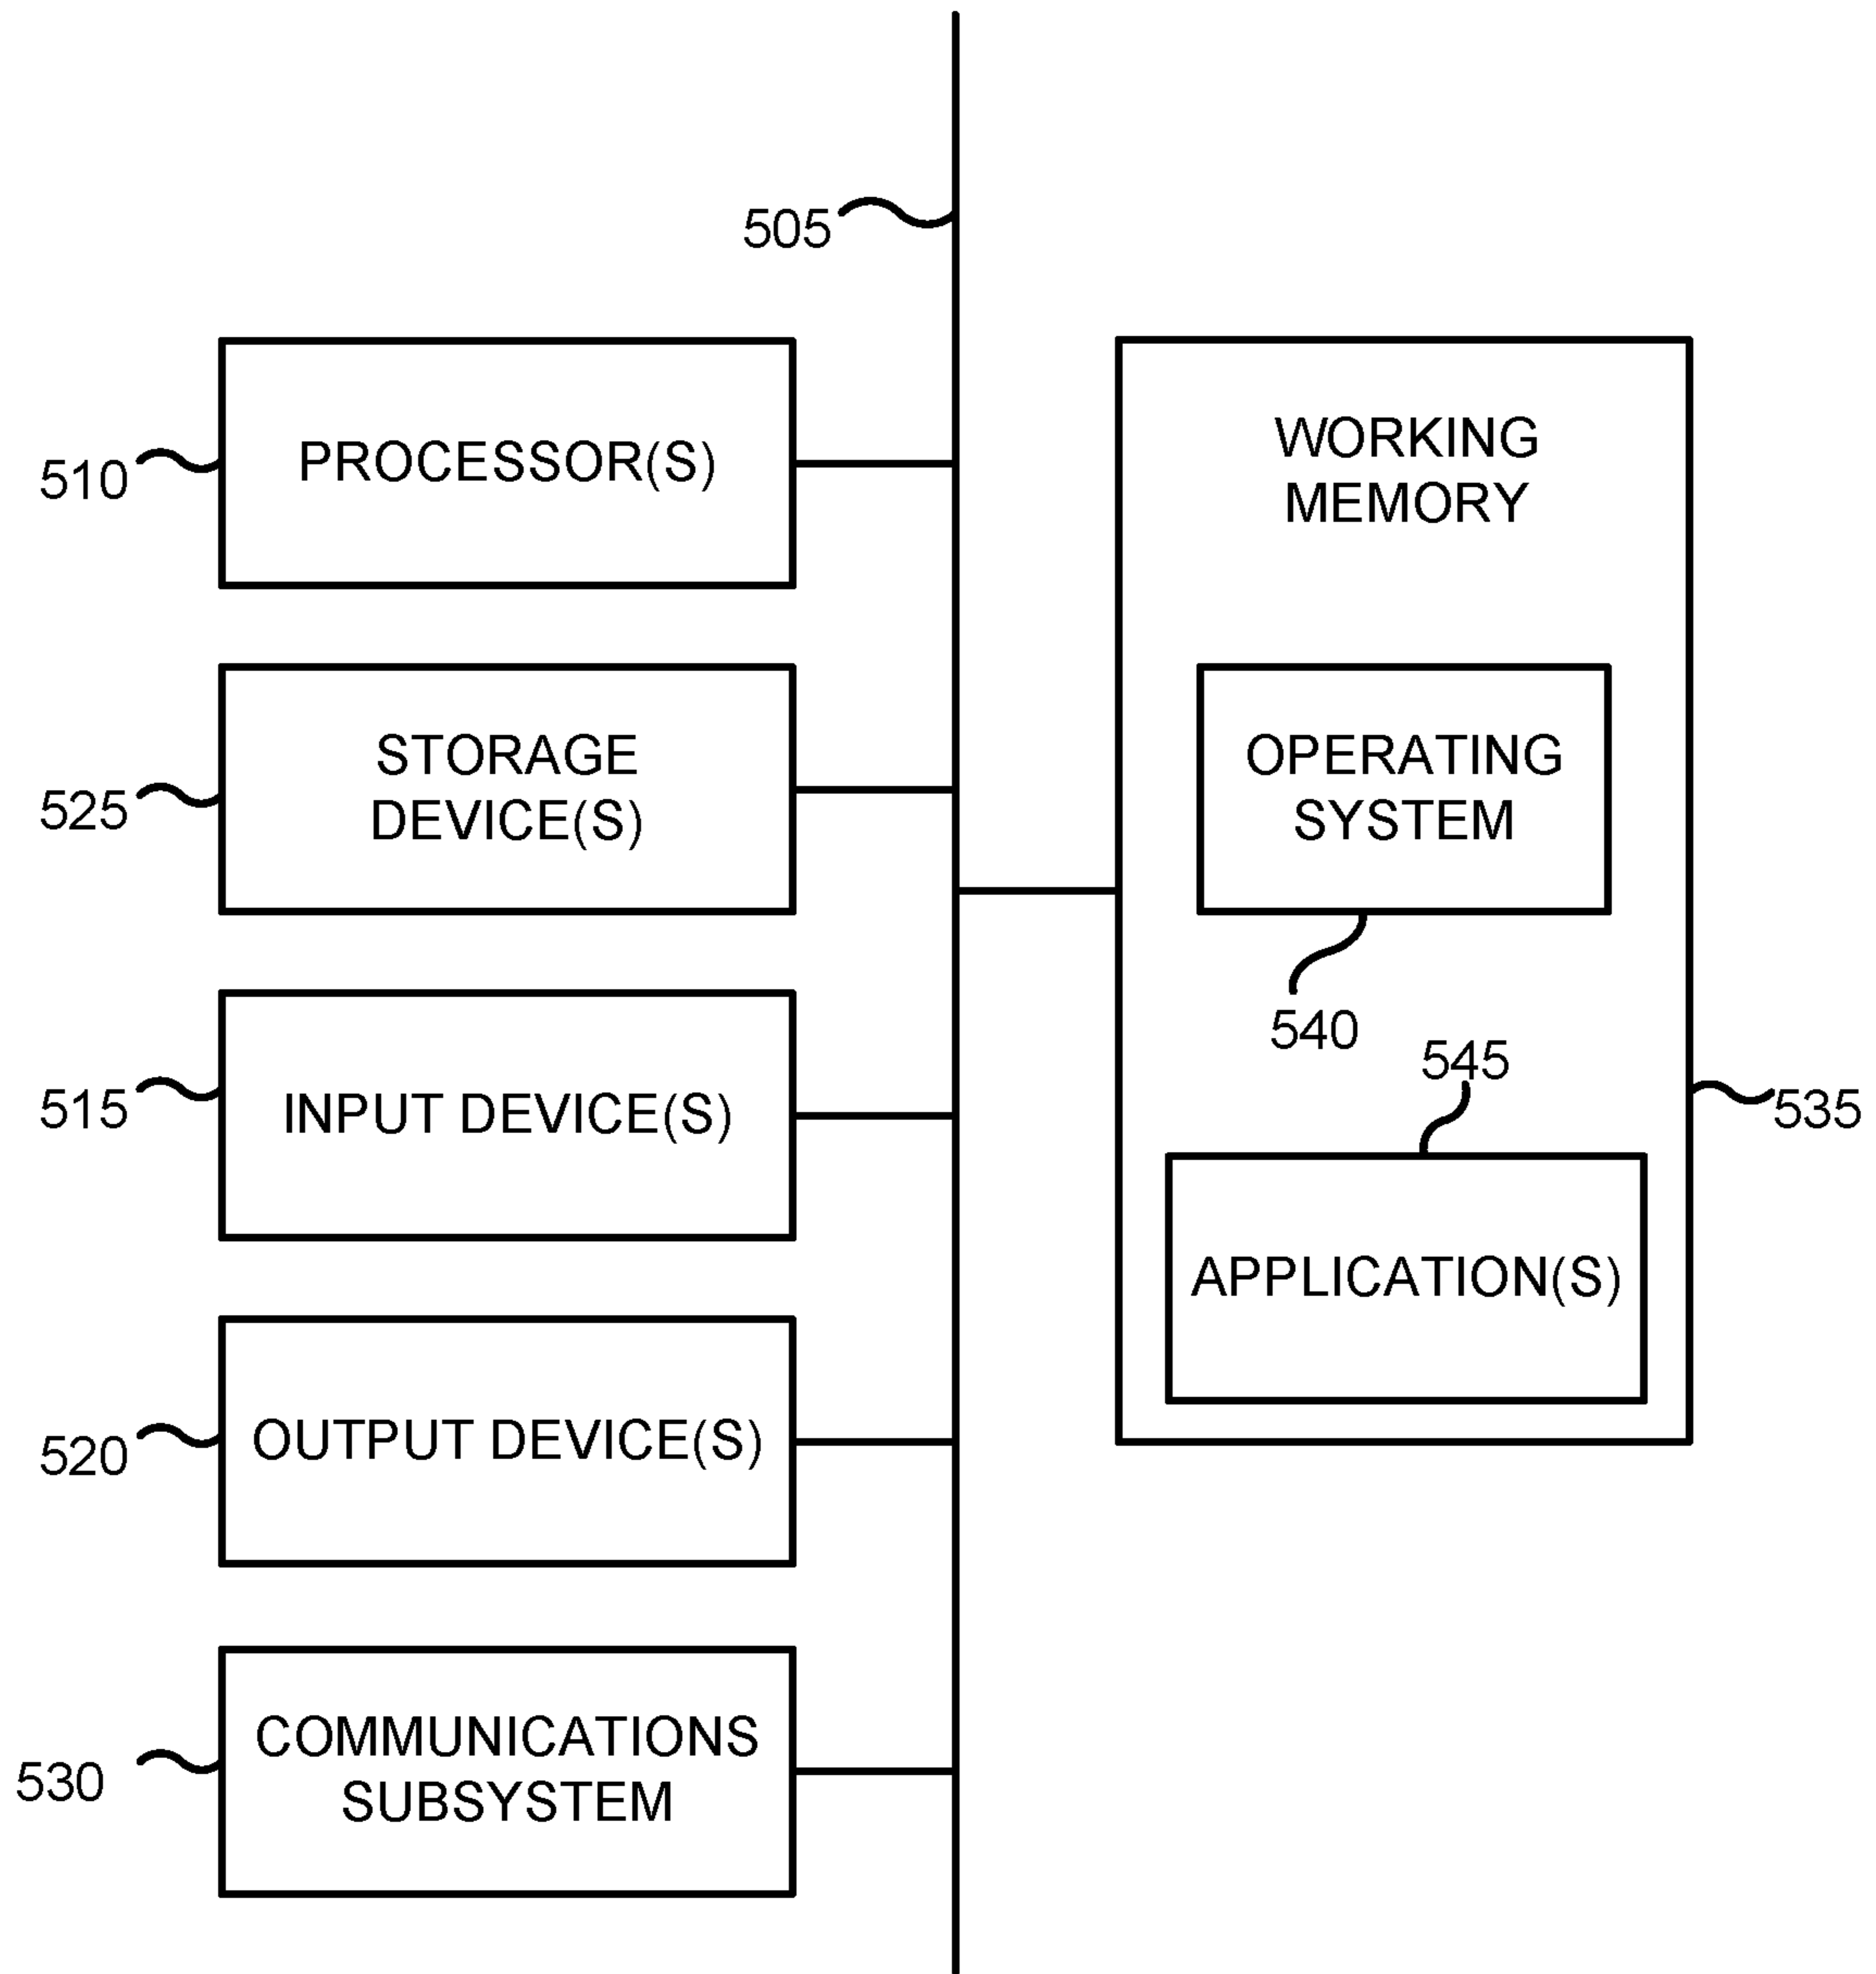 505
510
PROCESSOR(S)
WORKING
MEMORY
525
STORAGE
DEVICE(S)
OPERATING
SYSTEM
540
545
515
INPUT DEVICE(S)
535
APPLICATION(S)
520
OUTPUT DEVICE(S)
530
COMMUNICATIONS
SUBSYSTEM